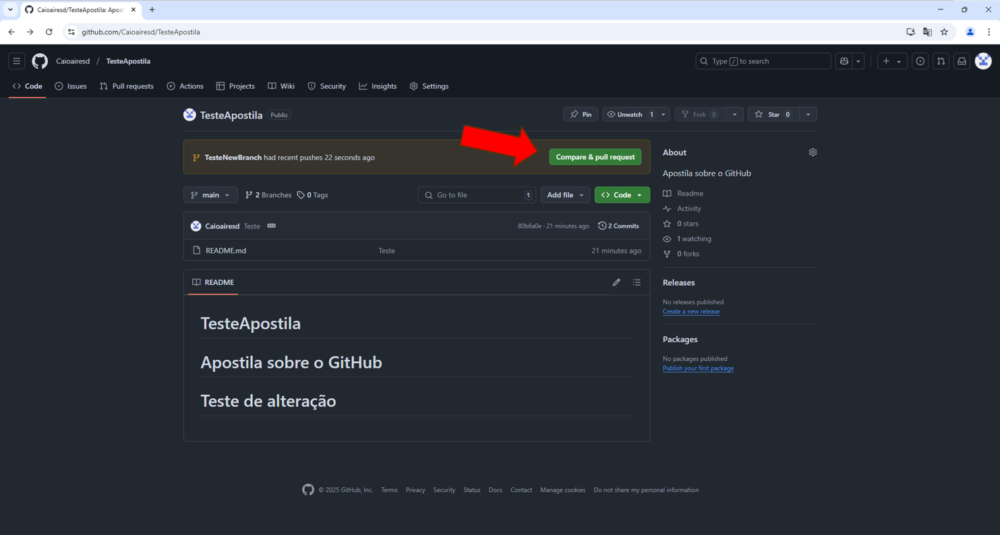 Caioairesd/TesteApostila: Apost
github.com/Caioairesd/TesteApostila
Caioairesd / TesteApostila
Type / to search
Code Issues Pull requests Actions Projects Wiki Security Insights Settings
TesteApostila Public
Pin Unwatch 1 Fork 0 Star 0
TesteNewBranch had recent pushes 22 seconds ago
Compare & pull request
main 2 Branches 0 Tags
Go to file t
Add file
Code
Caioairesd Teste
80b6a0e · 21 minutes ago
2 Commits
README.md Teste 21 minutes ago
README
TesteApostila
Apostila sobre o GitHub
Teste de alteração
About
Apostila sobre o GitHub
Readme
Activity
0 stars
1 watching
0 forks
Releases
No releases published
Create a new release
Packages
No packages published
Publish your first package
© 2025 GitHub, Inc. Terms Privacy Security Status Docs Contact Manage cookies Do not share my personal information